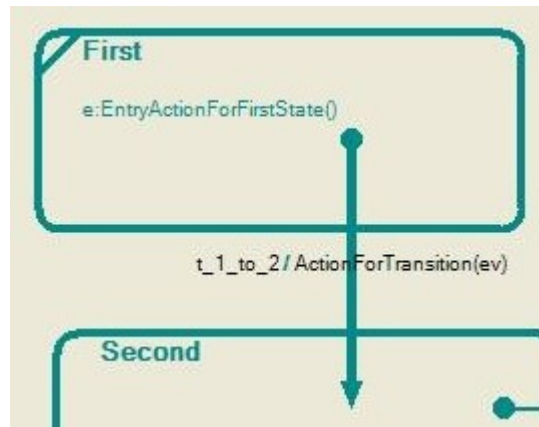 First
e:EntryActionForFirstState()
t_1_to_2/ ActionForTransition(ev)
Second